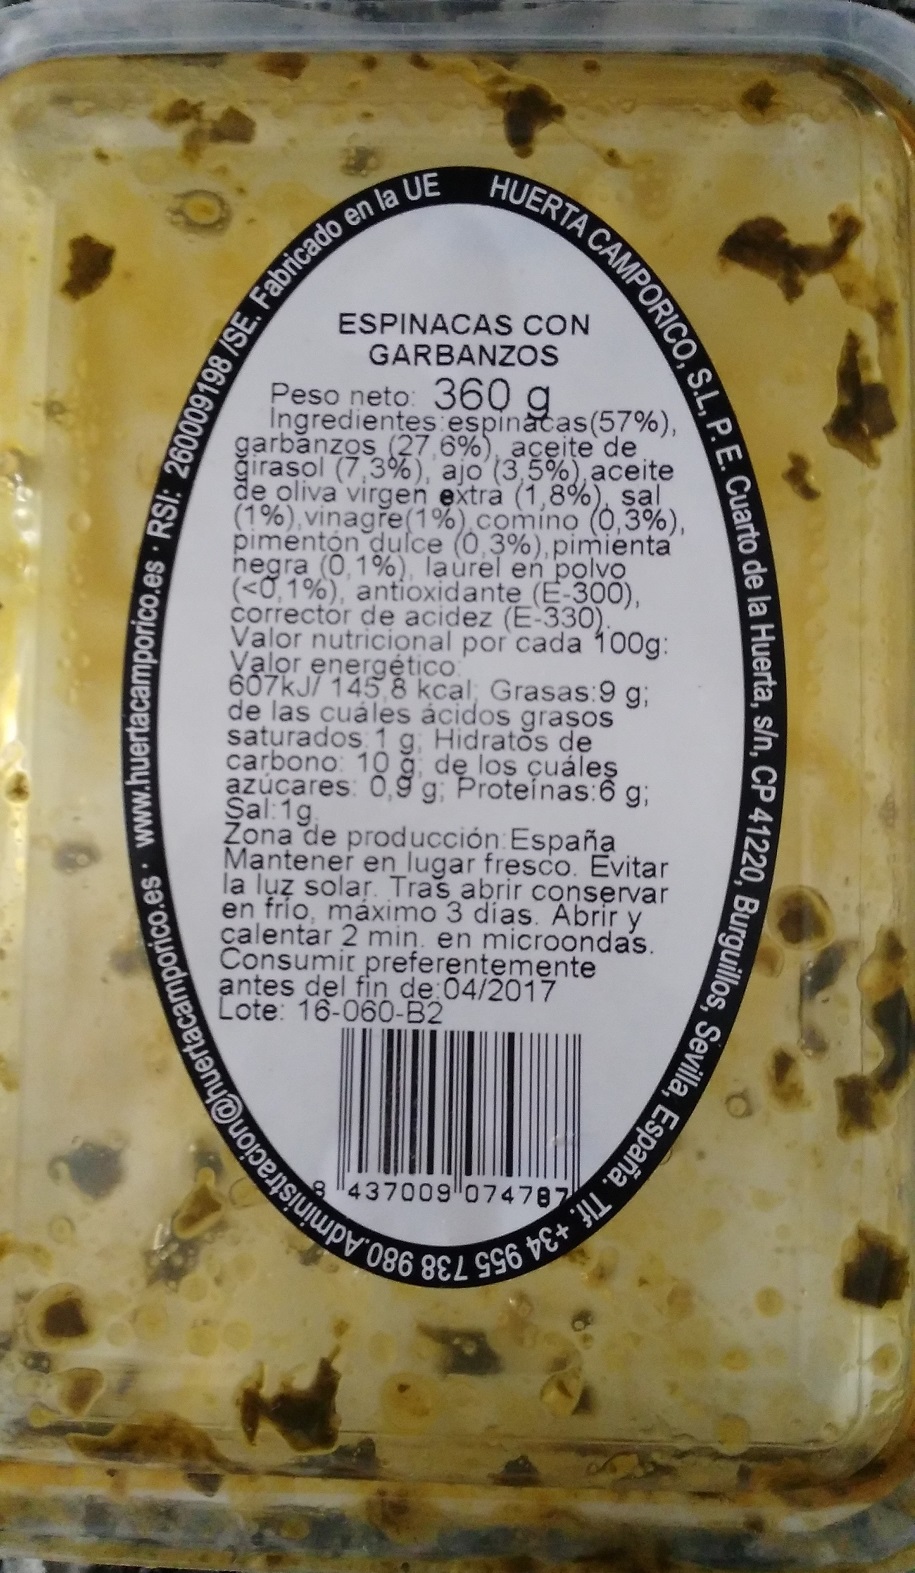 HUERTA CAMPORICO, S.L, P. E. Cuarto de la Huerta, s/n, CP 41220, Burguillos, Sevilla, España. Tlf. +34 955 738 980.Administracion@huertacamporico.es · www.huertacamporico.es · RSI: 260009198 /SE. Fabricado en la UE
ESPINACAS CON
GARBANZOS
Peso neto: 360 g
Ingredientes:espinacas(57%),
garbanzos (27,6%), aceite de
girasol (7,3%), ajo (3,5%),aceite
de oliva virgen extra (1,8%), sal
(1%),vinagre(1%),comino (0,3%),
pimentón dulce (0,3%),pimienta
negra (0,1%), laurel en polvo
(<0,1%), antioxidante (E-300),
corrector de acidez (E-330).
Valor nutricional por cada 100g:
Valor energético:
607kJ/ 145,8 kcal; Grasas:9 g;
de las cuáles ácidos grasos
saturados: 1 g; Hidratos de
carbono: 10 g; de los cuáles
azúcares: 0,9 g; Proteínas:6 g;
Sal:1g.
Zona de producción:España
Mantener en lugar fresco. Evitar
la luz solar. Tras abrir conservar
en frío, máximo 3 días. Abrir y
calentar 2 min. en microondas.
Consumir preferentemente
antes del fin de:04/2017
Lote: 16-060-B2
8 437009 074787